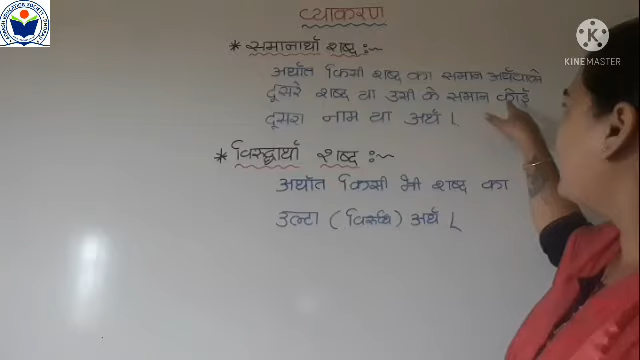 व्याकरण
* समानार्थी शब्द :~
अर्थात किसी शब्द का समान अर्थवाले
दूसरे शब्द या उसी के समान कोई
दूसरा नाम या अर्थ।
* विरुद्धार्थी शब्द :~
अर्थात किसी भी शब्द का
उल्टा (विरुद्ध) अर्थ।
KINEMASTER